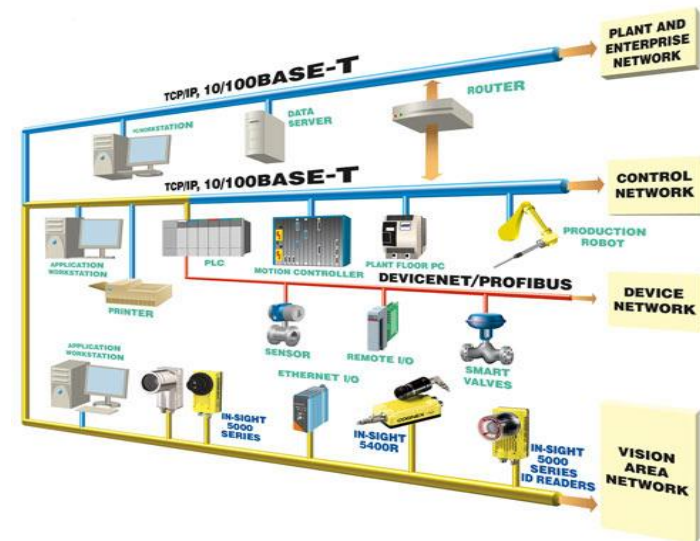 PLANT AND
ENTERPRISE
NETWORK
TCP/IP, 10/100BASE-T
WORKSTATION
DATA
SERVER
ROUTER
CONTROL
NETWORK
TCP/IP, 10/100BASE-T
APPLICATION
WORKSTATION
PRINTER
PLC
MOTION CONTROLLER
PLANT FLOOR PC
PRODUCTION
ROBOT
DEVICENET/PROFIBUS
DEVICE
NETWORK
SENSOR
REMOTE I/O
SMART
VALVES
APPLICATION
WORKSTATION
IN-SIGHT
5000
SERIES
ETHERNET I/O
COGNEX
IN-SIGHT
5400R
IN-SIGHT
5000
SERIES
ID READERS
VISION
AREA
NETWORK